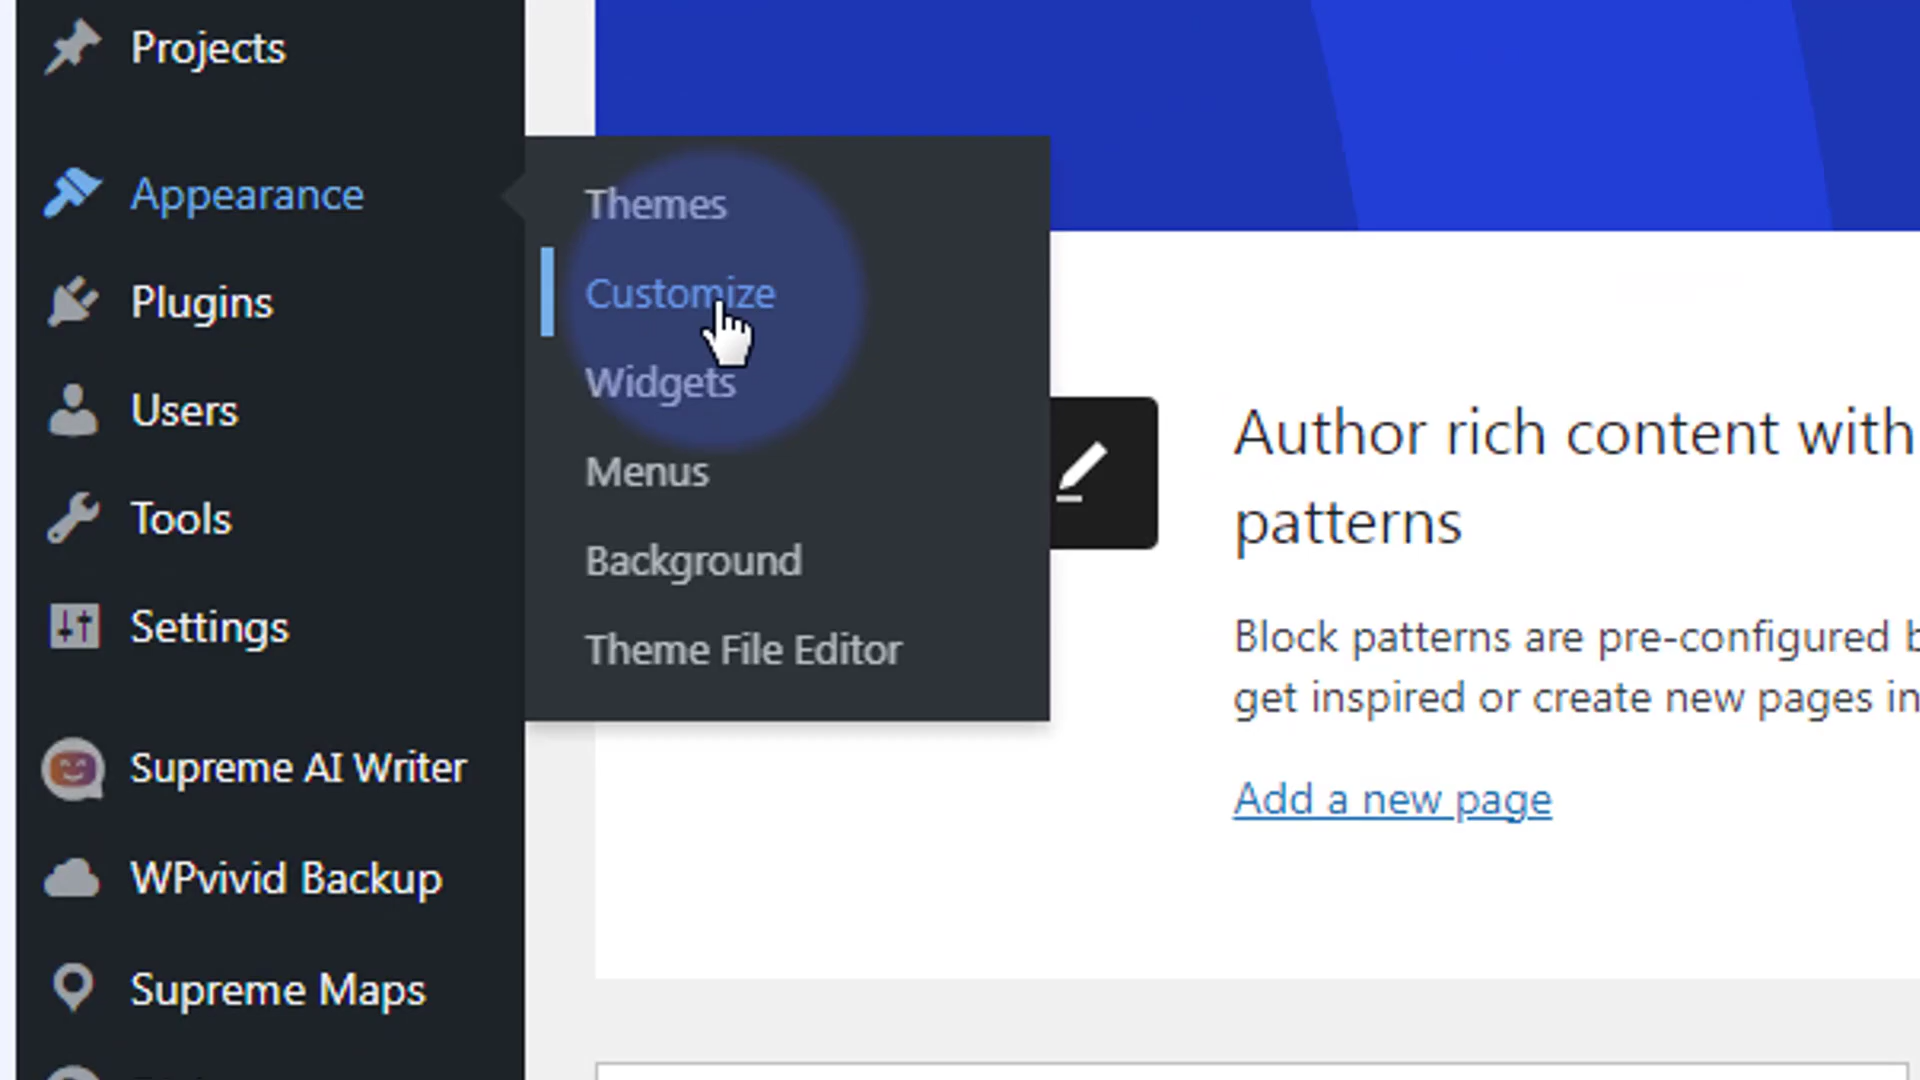 Projects
Appearance
Plugins
Users
Tools
Settings
Supreme AI Writer
WPvivid Backup
Supreme Maps
Themes
Customize
Widgets
Menus
Background
Theme File Editor
Author rich content with
patterns
Block patterns are pre-configured b
get inspired or create new pages in
Add a new page